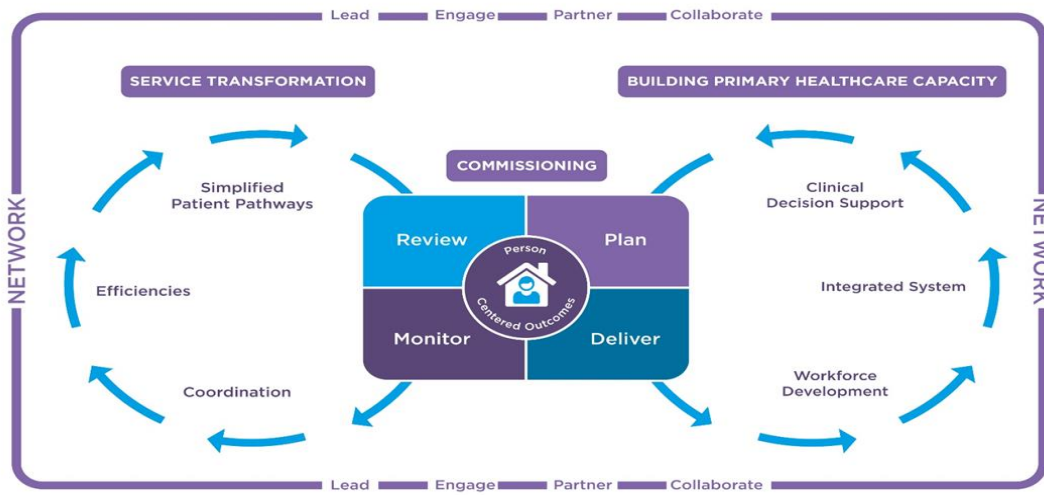 Lead Engage Partner Collaborate
SERVICE TRANSFORMATION
BUILDING PRIMARY HEALTHCARE CAPACITY
COMMISSIONING
Simplified
Patient Pathways
Efficiencies
Coordination
Review
Plan
Monitor
Deliver
Person
Centered Outcomes
Clinical
Decision Support
Integrated System
Workforce
Development
NETWORK
NETWORK
Lead Engage Partner Collaborate